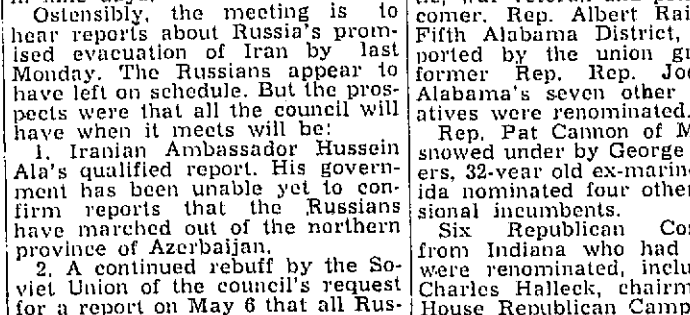 Ostensibly, the meeting is to
hear reports about Russia's prom-
ised evacuation of Iran by last
Monday. The Russians appear to
have left on schedule. But the pros-
pects were that all the council will
have when it meets will be:
1. Iranian Ambassador Hussein
Ala's qualified report. His govern-
ment has been unable yet to con-
firm reports that the Russians
have marched out of the northern
province of Azerbaijan.
2. A continued rebuff by the So-
viet Union of the council's request
for a report on May 6 that all Rus-
comer. Rep. Albert Rai
Fifth Alabama District,
ported by the union gr
former Rep. Rep. Joe
Alabama's seven other
atives were renominated.
Rep. Pat Cannon of M
snowed under by George
ers, 32-year old ex-marin
ida nominated four other
sional incumbents.
Six Republican Co
from Indiana who had
were renominated, inclu
Charles Halleck, chairm
House Republican Camp